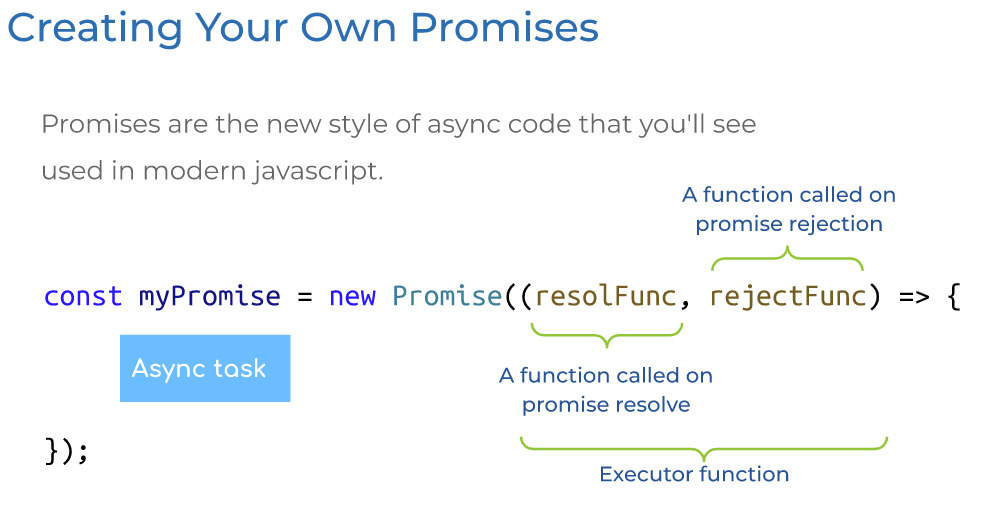 Creating Your Own Promises
Promises are the new style of async code that you'll see
used in modern javascript.
A function called on
promise rejection
const myPromise = new Promise((resolFunc, rejectFunc) => {
Async task
A function called on
promise resolve
});
Executor function